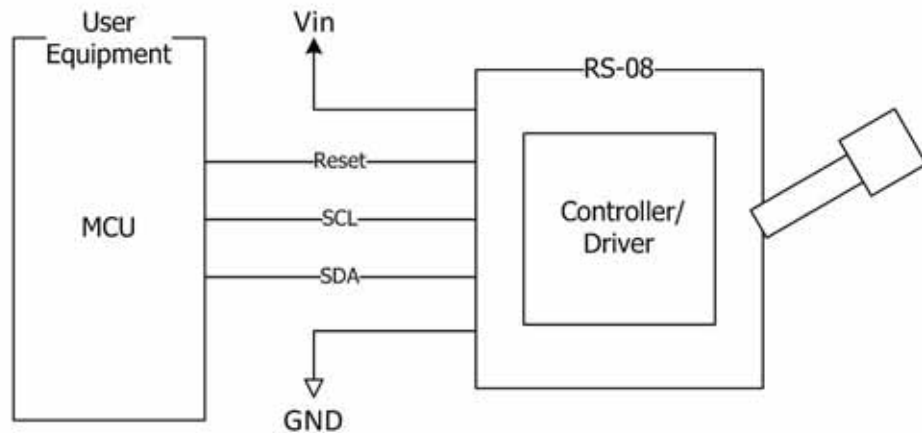 User
Equipment
MCU
Vin
Reset
SCL
SDA
GND
RS-08
Controller/
Driver